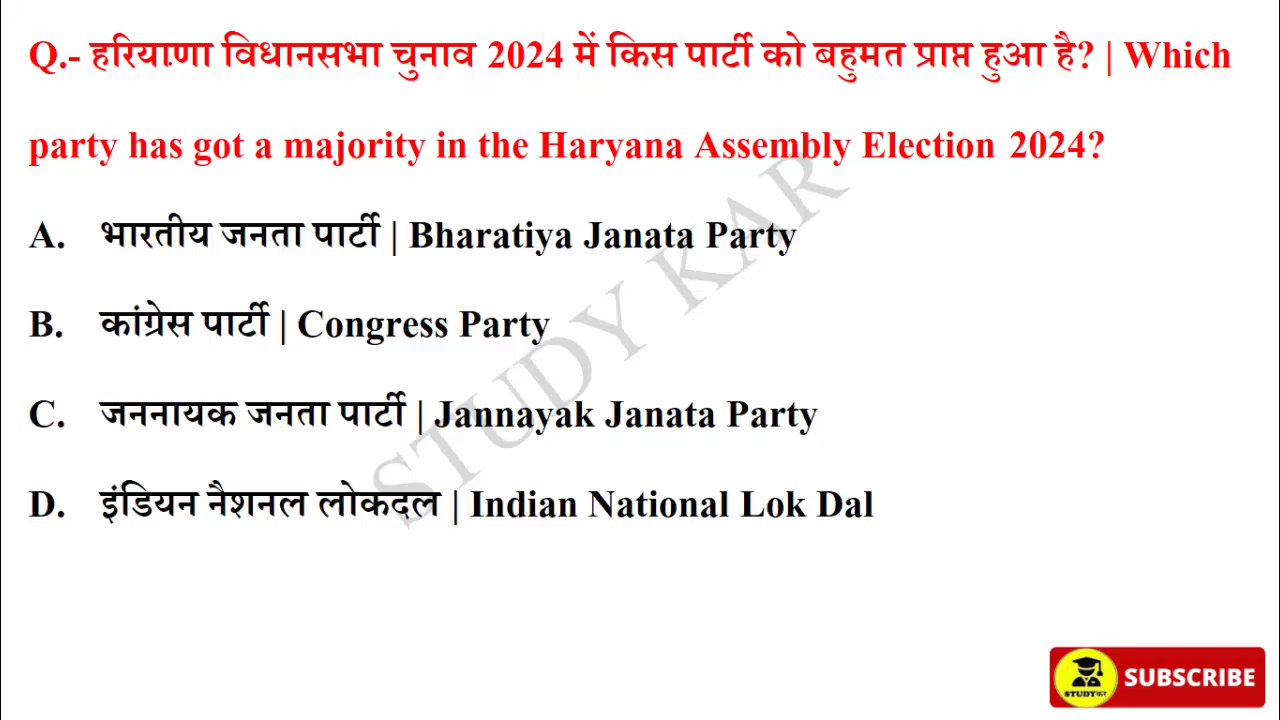 Q.- हरियाणा विधानसभा चुनाव 2024 में किस पार्टी को बहुमत प्राप्त हुआ है? | Which
party has got a majority in the Haryana Assembly Election 2024?
A. भारतीय जनता पार्टी | Bharatiya Janata Party
B. कांग्रेस पार्टी | Congress Party
C. जननायक जनता पार्टी | Jannayak Janata Party
D. इंडियन नैशनल लोकदल | Indian National Lok Dal
STUDY KAR
STUDYकर
SUBSCRIBE